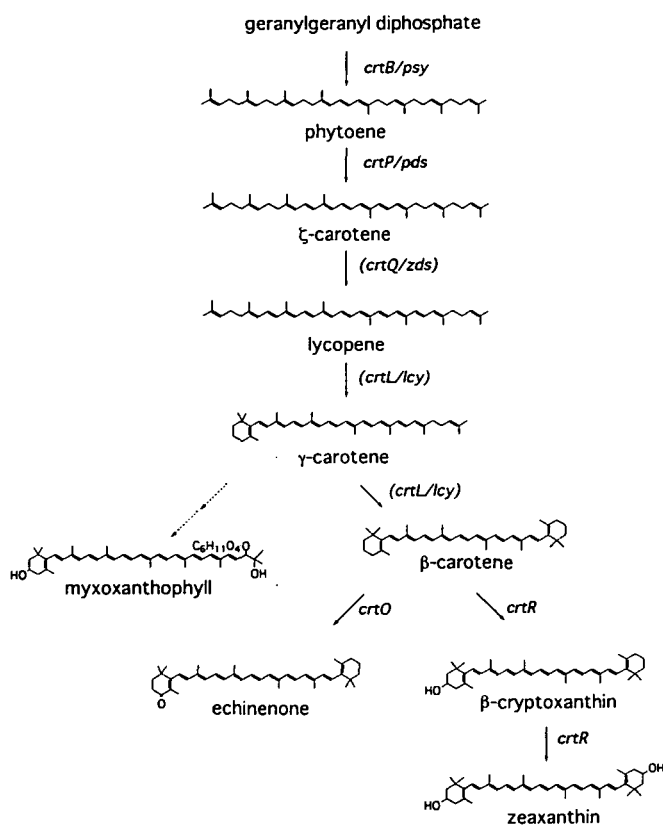 geranylgeranyl diphosphate
crtB/psy
phytoene
crtP/pds
ζ-carotene
(crtQ/zds)
lycopene
(crtL/lcy)
γ-carotene
(crtL/lcy)
C₆H₁₁O₄O
HO
OH
myxoxanthophyll
β-carotene
crtO
crtR
O
echinenone
HO
β-cryptoxanthin
crtR
OH
HO
zeaxanthin